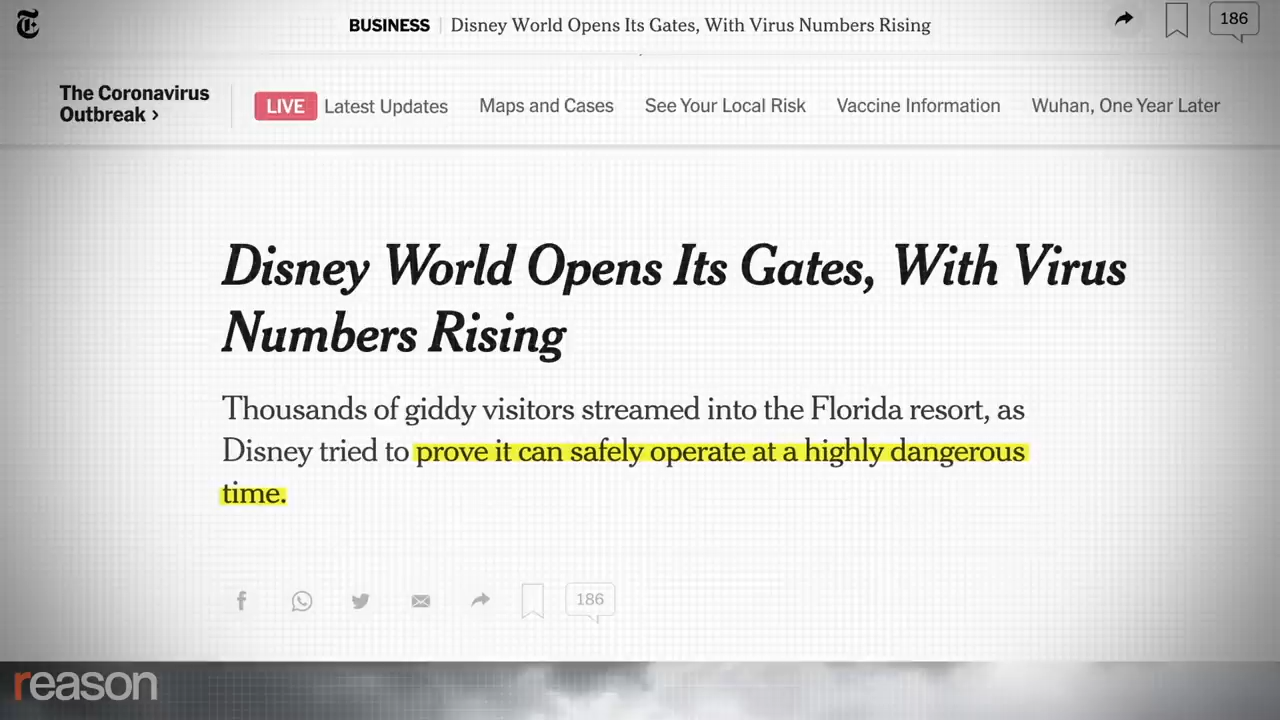 BUSINESS Disney World Opens Its Gates, With Virus Numbers Rising 186
The Coronavirus
Outbreak >
LIVE Latest Updates Maps and Cases See Your Local Risk Vaccine Information Wuhan, One Year Later
Disney World Opens Its Gates, With Virus
Numbers Rising
Thousands of giddy visitors streamed into the Florida resort, as
Disney tried to prove it can safely operate at a highly dangerous
time.
186
reason